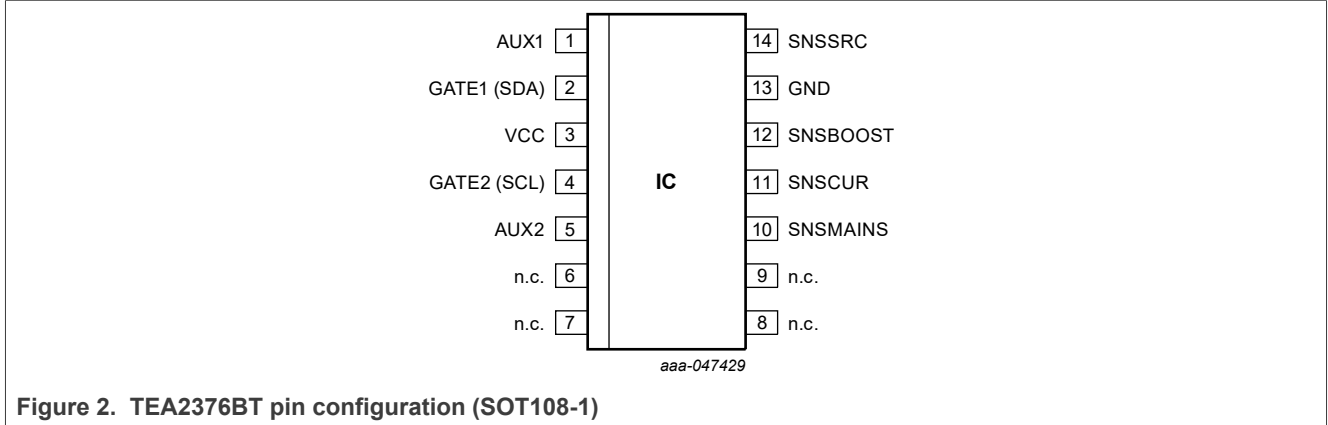 AUX1 1 14 SNSSRC
GATE1 (SDA) 2 13 GND
VCC 3 12 SNSBOOST
GATE2 (SCL) 4 IC 11 SNSCUR
AUX2 5 10 SNSMAINS
n.c. 6 9 n.c.
n.c. 7 8 n.c.
aaa-047429
Figure 2. TEA2376BT pin configuration (SOT108-1)